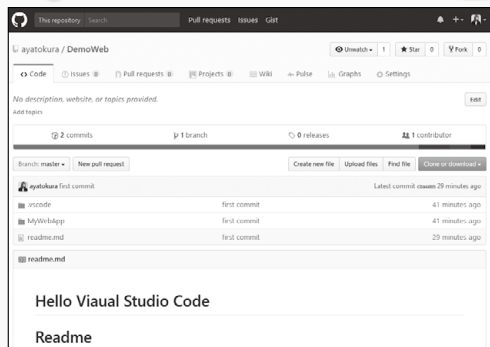 This repository Search Pull requests Issues Gist
ayatokura / DemoWeb Unwatch 1 Star 0 Fork 0
Code Issues 0 Pull requests 0 Projects 0 Wiki Pulse Graphs Settings
No description, website, or topics provided. Edit
Add topics
2 commits 1 branch 0 releases 1 contributor
Branch: master New pull request Create new file Upload files Find file Clone or download
ayatokura first commit Latest commit 29 minutes ago
.vscode first commit 41 minutes ago
MyWebApp first commit 41 minutes ago
readme.md first commit 29 minutes ago
readme.md
Hello Viaual Studio Code
Readme